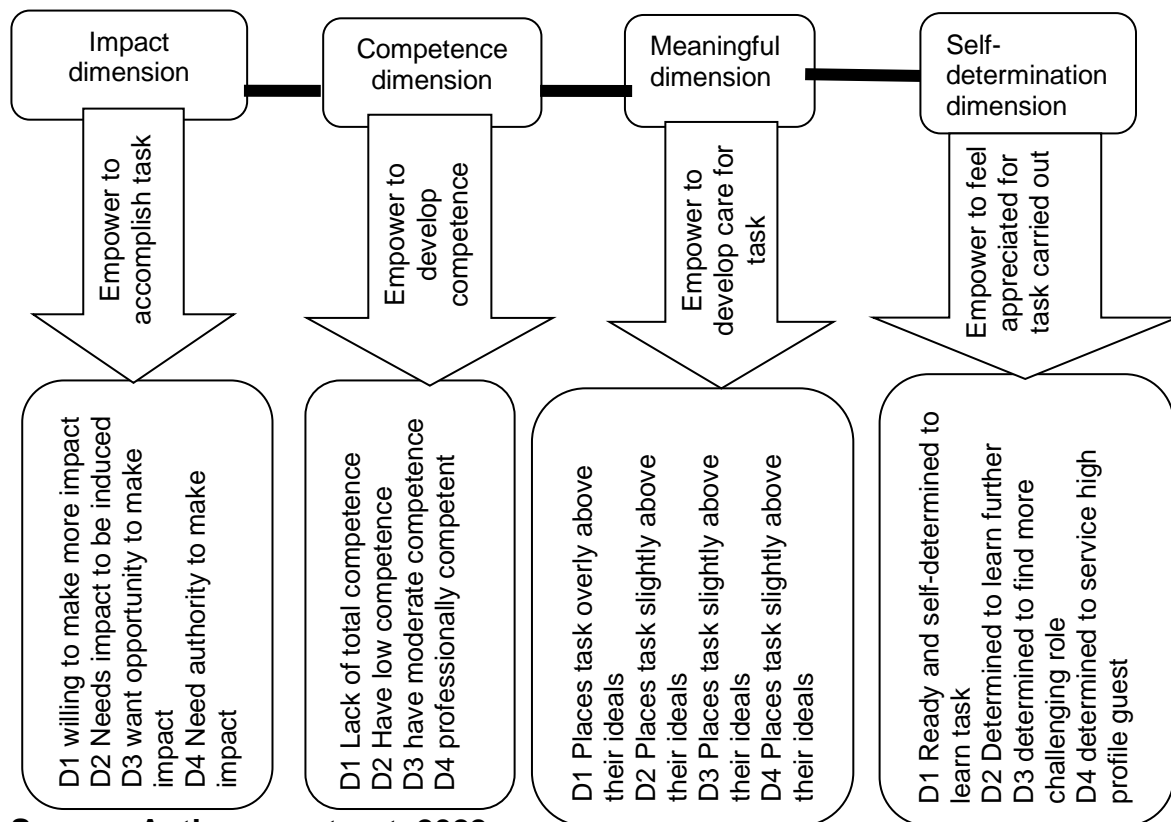 Impact
dimension
Competence
dimension
Meaningful
dimension
Self-
determination
dimension
Empower to
accomplish task
Empower to
develop
competence
Empower to
develop care for
task
Empower to feel
appreciated for
task carried out
D1 willing to make more impact
D2 Needs impact to be induced
D3 want opportunity to make
impact
D4 Need authority to make
impact
D1 Lack of total competence
D2 Have low competence
D3 have moderate competence
D4 professionally competent
D1 Places task overly above
their ideals
D2 Places task slightly above
their ideals
D3 Places task slightly above
their ideals
D4 Places task slightly above
their ideals
D1 Ready and self-determined to
learn task
D2 Determined to learn further
D3 determined to find more
challenging role
D4 determined to service high
profile guest